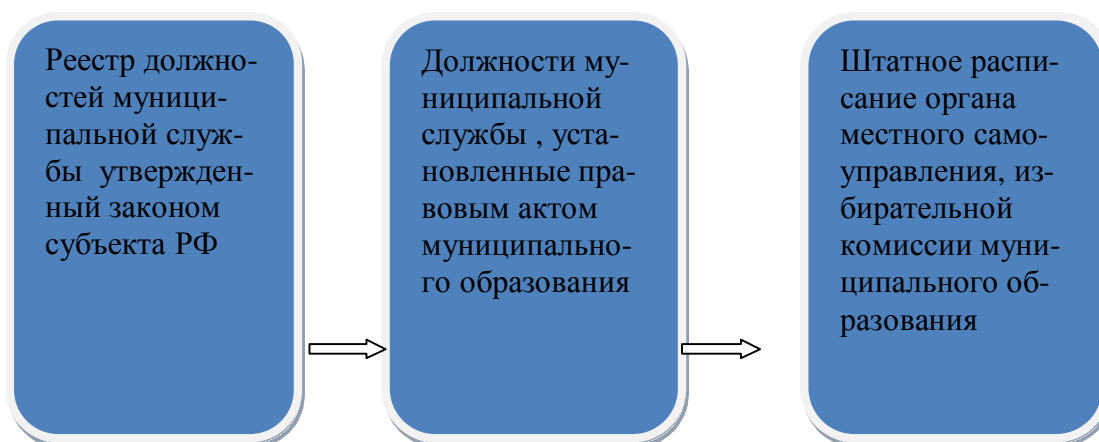 Реестр должно-
стей муници-
пальной служ-
бы утвержден-
ный законом
субъекта РФ
Должности му-
ниципальной
службы , уста-
новленные пра-
вовым актом
муниципально-
го образования
Штатное распи-
сание органа
местного само-
управления, из-
бирательной
комиссии муни-
ципального об-
разования